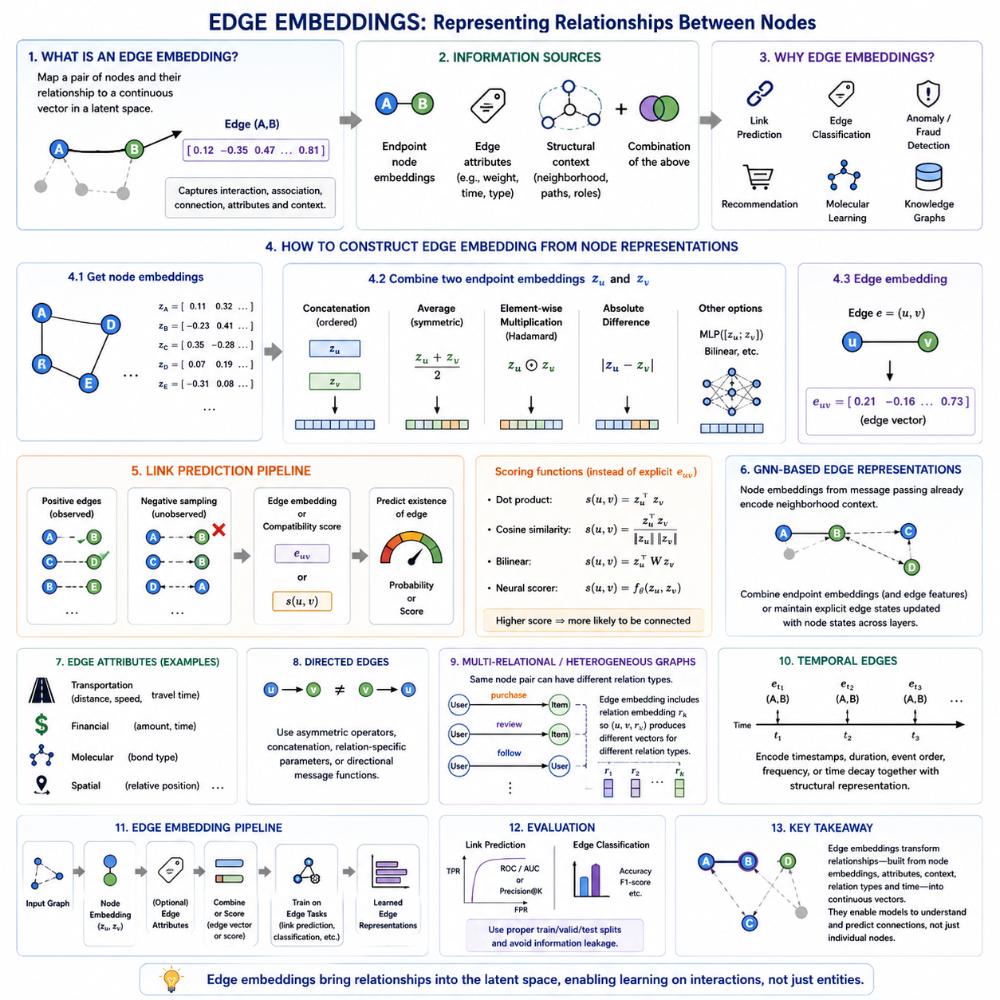 EDGE EMBEDDINGS: Representing Relationships Between Nodes
1. WHAT IS AN EDGE EMBEDDING?
Map a pair of nodes and their
relationship to a continuous
vector in a latent space.
A
B
Edge (A,B)
[ 0.12 −0.35 0.47 … 0.81 ]
Captures interaction, association,
connection, attributes and context.
2. INFORMATION SOURCES
A B
+
Endpoint
node
embeddings
Edge
attributes
(e.g., weight,
time, type)
Structural
context
(neighborhood,
paths, roles)
Combination
of the above
3. WHY EDGE EMBEDDINGS?
Link
Prediction
Edge
Classification
Anomaly /
Fraud
Detection
Recommendation
Molecular
Learning
Knowledge
Graphs
4. HOW TO CONSTRUCT EDGE EMBEDDING FROM NODE REPRESENTATIONS
4.1 Get node embeddings
A
D
R
E
…
z_A = [ 0.11 0.32 … ]
z_B = [ −0.23 0.41 … ]
z_C = [ 0.35 −0.28 … ]
z_D = [ 0.07 0.19 … ]
z_E = [ −0.31 0.08 … ]
…
4.2 Combine two endpoint embeddings z_u and z_v
Concatenation
(ordered)
z_u
z_v
Average
(symmetric)
z_u + z_v
2
Element-wise
Multiplication
(Hadamard)
z_u ⊙ z_u
Absolute
Difference
|z_u − z_v|
Other options
MLP([z_u; z_v])
Bilinear, etc.
4.3 Edge embedding
Edge e = (u, v)
u v
e_uv = [ 0.21 −0.16 … 0.73 ]
(edge vector)
5. LINK PREDICTION PIPELINE
Positive edges
(observed)
A B
C D
B E
…
Negative sampling
(unobserved)
A B
C B
D A
…
Edge embedding
or
Compatibility score
e_uv
or
s(u, v)
Predict existence
of edge
Probability
or
Score
Scoring functions (instead of explicit e_uv)
• Dot product: s(u, v) = z_u^⊤ z_v
• Cosine similarity: s(u, v) = z_u^⊤ z_v / ‖z_u‖ ‖z_v‖
• Bilinear: s(u, v) = z_u^⊤ W z_v
• Neural scorer: s(u, v) = f_θ(z_u, z_v)
Higher score ⇒ more likely to be connected
6. GNN-BASED EDGE REPRESENTATIONS
Node embeddings from message passing already
encode neighborhood context.
A
B
C
D
Combine endpoint embeddings (and edge features)
or maintain explicit edge states updated
with node states across layers.
7. EDGE ATTRIBUTES (EXAMPLES)
Transportation
(distance, speed, travel time)
$
Financial (amount, time)
Molecular (bond type)
Spatial (relative position) …
8. DIRECTED EDGES
u → v ≠ v → u
Use asymmetric operators,
concatenation, relation-specific
parameters, or directional
message functions.
9. MULTI-RELATIONAL / HETEROGENEOUS GRAPHS
Same node pair can have different relation types.
User purchase Item
User review Item
User follow User
⋮
Edge embedding includes
relation embedding r_k
so (u, v, r_k) produces
different vectors for
different relation types.
r_1 r_2 … r_k
10. TEMPORAL EDGES
e_t1 e_t2 e_t3
(A,B) (A,B) (A,B) …
Time
t_1 t_2 t_3
Encode timestamps, duration, event order,
frequency, or time decay together with
structural representation.
11. EDGE EMBEDDING PIPELINE
Input Graph
Node
Embedding
(z_u, z_v)
(Optional)
Edge
Attributes
Combine
or Score
(edge vector
or score)
Train on
Edge Tasks
(link prediction,
classification, etc.)
Learned
Edge
Representations
12. EVALUATION
Link Prediction
TPR
ROC / AUC
or
Precision@K
FPR
Edge Classification
Accuracy
F1-score
etc.
Use proper train/valid/test splits
and avoid information leakage.
13. KEY TAKEAWAY
A
B
D
C
Edge embeddings transform
relationships—built from node
embeddings, attributes, context,
relation types and time—into
continuous vectors.
They enable models to understand
and predict connections, not just
individual nodes.
Edge embeddings bring relationships into the latent space, enabling learning on interactions, not just entities.